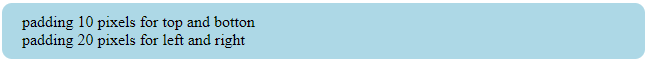 padding 10 pixels for top and botton
padding 20 pixels for left and right